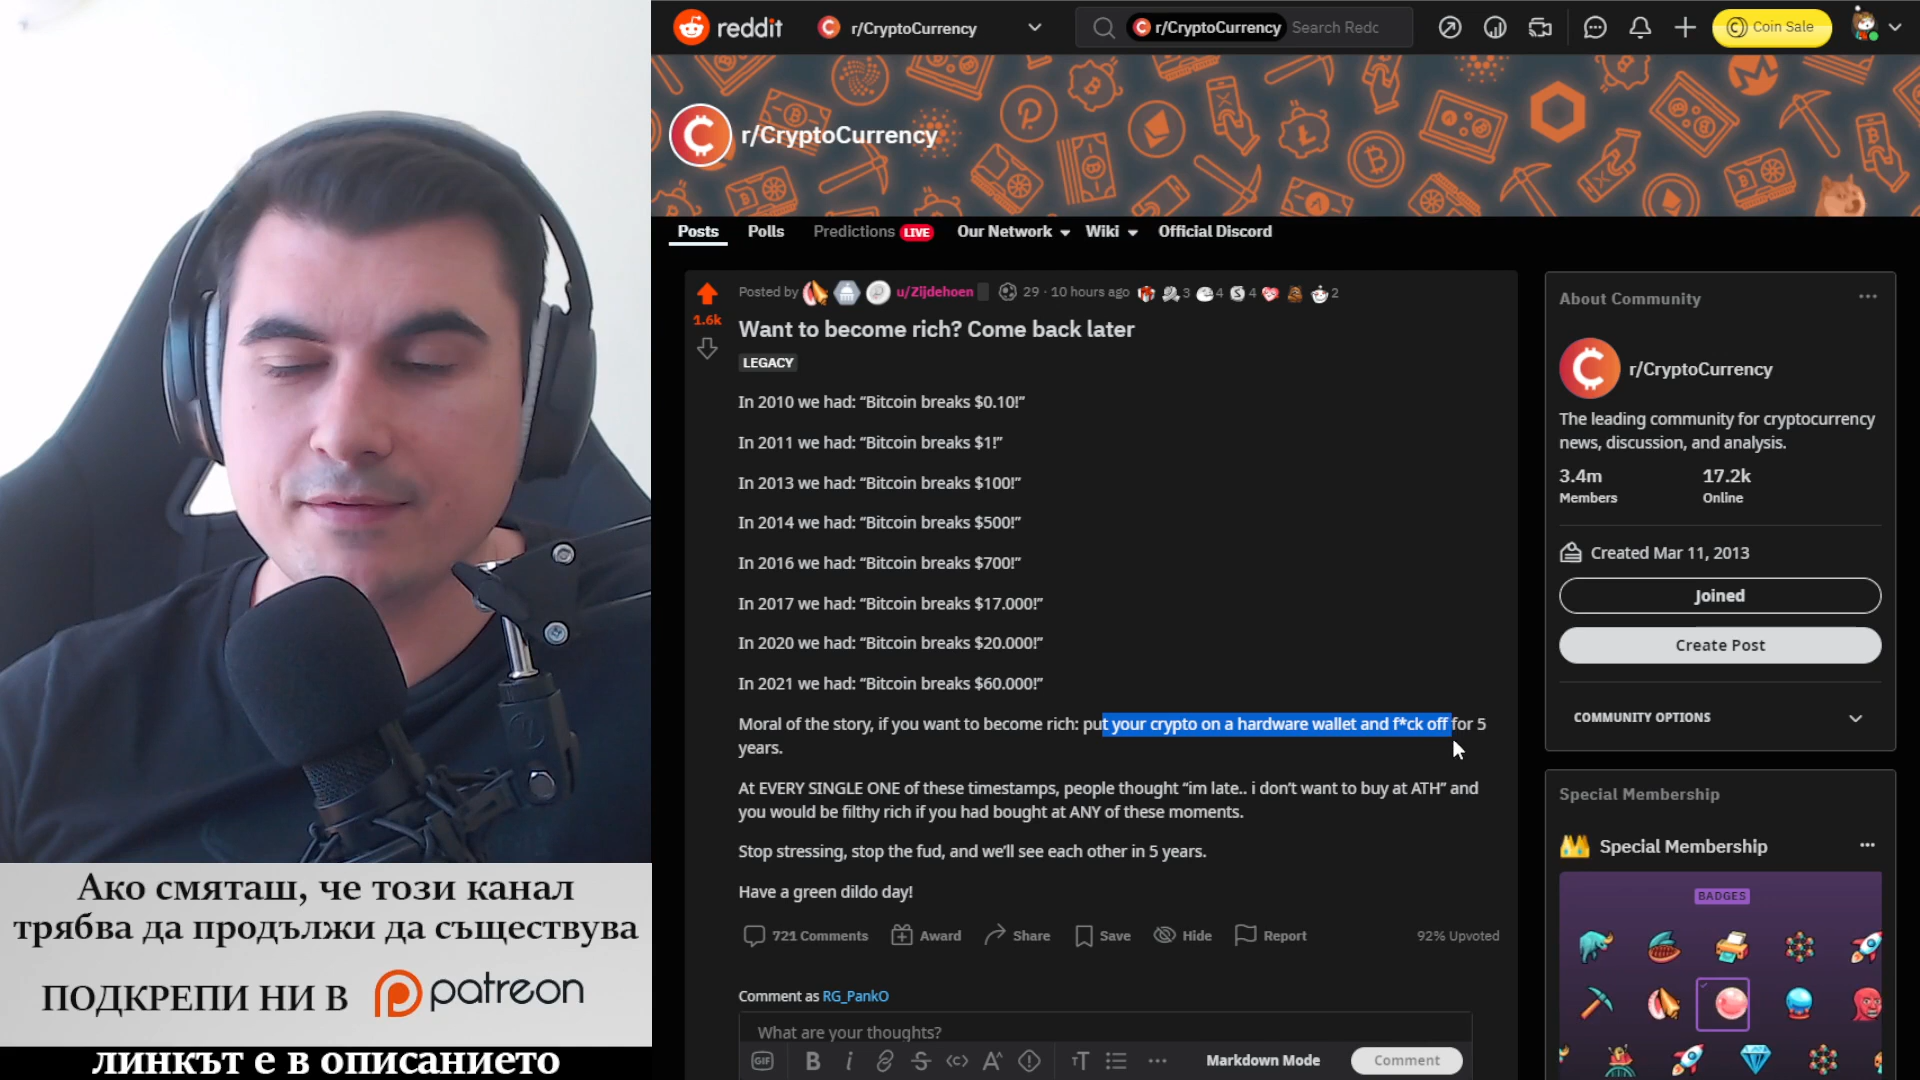 reddit
r/CryptoCurrency
r/CryptoCurrency Search Redc
Coin Sale
r/CryptoCurrency
Posts Polls Predictions LIVE Our Network Wiki Official Discord
Posted by u/Zijdehoen 29 · 10 hours ago 3 4 4 2
1.6k
Want to become rich? Come back later
LEGACY
In 2010 we had: “Bitcoin breaks $0.10!”
In 2011 we had: “Bitcoin breaks $1!”
In 2013 we had: “Bitcoin breaks $100!”
In 2014 we had: “Bitcoin breaks $500!”
In 2016 we had: “Bitcoin breaks $700!”
In 2017 we had: “Bitcoin breaks $17.000!”
In 2020 we had: “Bitcoin breaks $20.000!”
In 2021 we had: “Bitcoin breaks $60.000!”
Moral of the story, if you want to become rich: put your crypto on a hardware wallet and f*ck off for 5
years.
At EVERY SINGLE ONE of these timestamps, people thought “im late.. i don’t want to buy at ATH” and
you would be filthy rich if you had bought at ANY of these moments.
Stop stressing, stop the fud, and we’ll see each other in 5 years.
Have a green dildo day!
721 Comments Award Share Save Hide Report 92% Upvoted
Comment as RG_PankO
What are your thoughts?
GIF B i Markdown Mode Comment
About Community
r/CryptoCurrency
The leading community for cryptocurrency
news, discussion, and analysis.
3.4m 17.2k
Members Online
Created Mar 11, 2013
Joined
Create Post
COMMUNITY OPTIONS
Special Membership
Special Membership
BADGES
Ако смяташ, че този канал
трябва да продължи да съществува
ПОДКРЕПИ НИ В patreon
линкът е в описанието